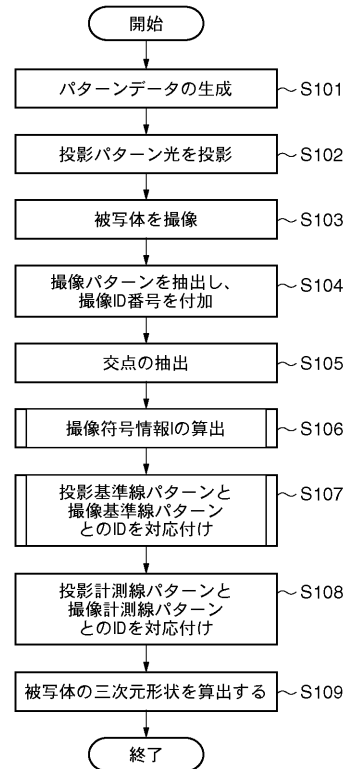 開始
パターンデータの生成
S101
投影パターン光を投影
S102
被写体を撮像
S103
撮像パターンを抽出し、
撮像ID番号を付加
S104
交点の抽出
S105
撮像符号情報Iの算出
S106
投影基準線パターンと
撮像基準線パターン
とのIDを対応付け
S107
投影計測線パターンと
撮像計測線パターン
とのIDを対応付け
S108
被写体の三次元形状を算出する
S109
終了